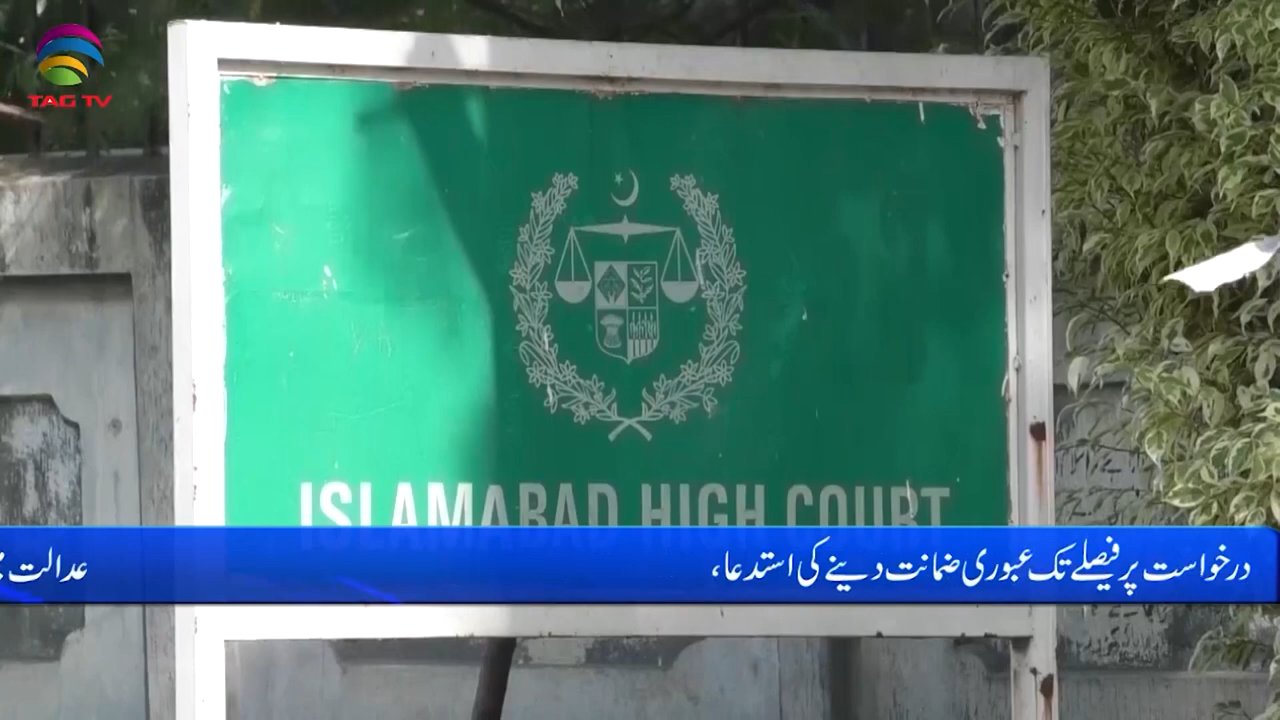 TAG TV
ISLAMABAD HIGH COURT
درخواست پر فیصلے تک عبوری ضمانت دینے کی استدعا، عدالت